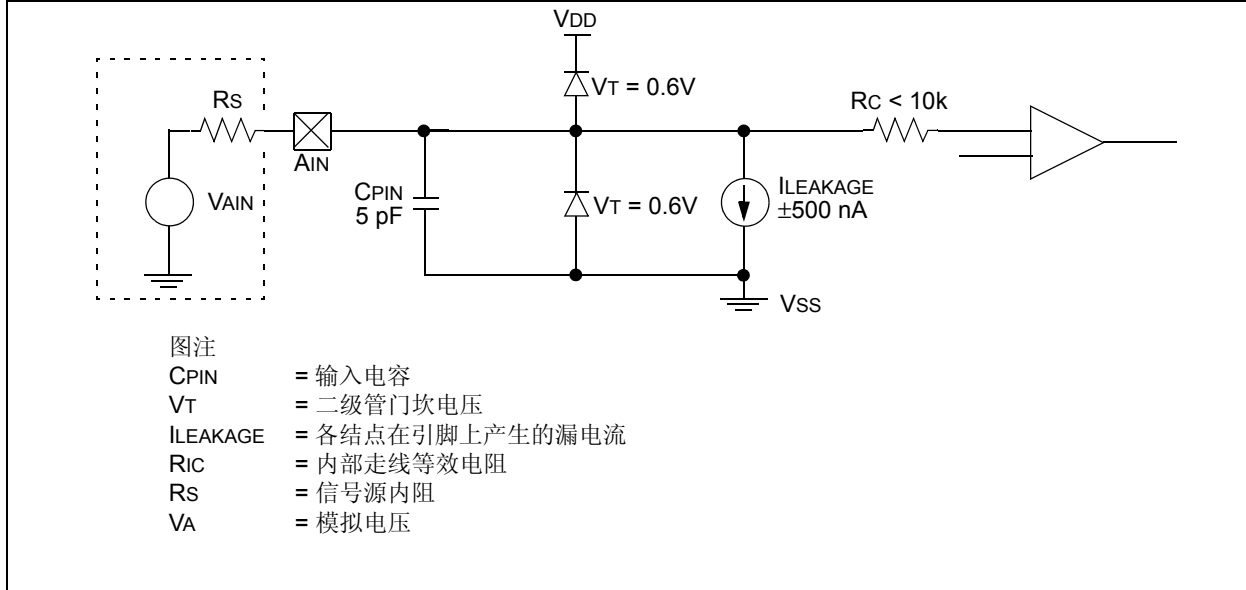 VDD
VT = 0.6V
RS
RC < 10k
AIN
VAIN
CPIN
5 pF
VT = 0.6V
ILEAKAGE
±500 nA
VSS
图注
CPIN = 输入电容
VT = 二级管门坎电压
ILEAKAGE = 各结点在引脚上产生的漏电流
RIC = 内部走线等效电阻
RS = 信号源内阻
VA = 模拟电压